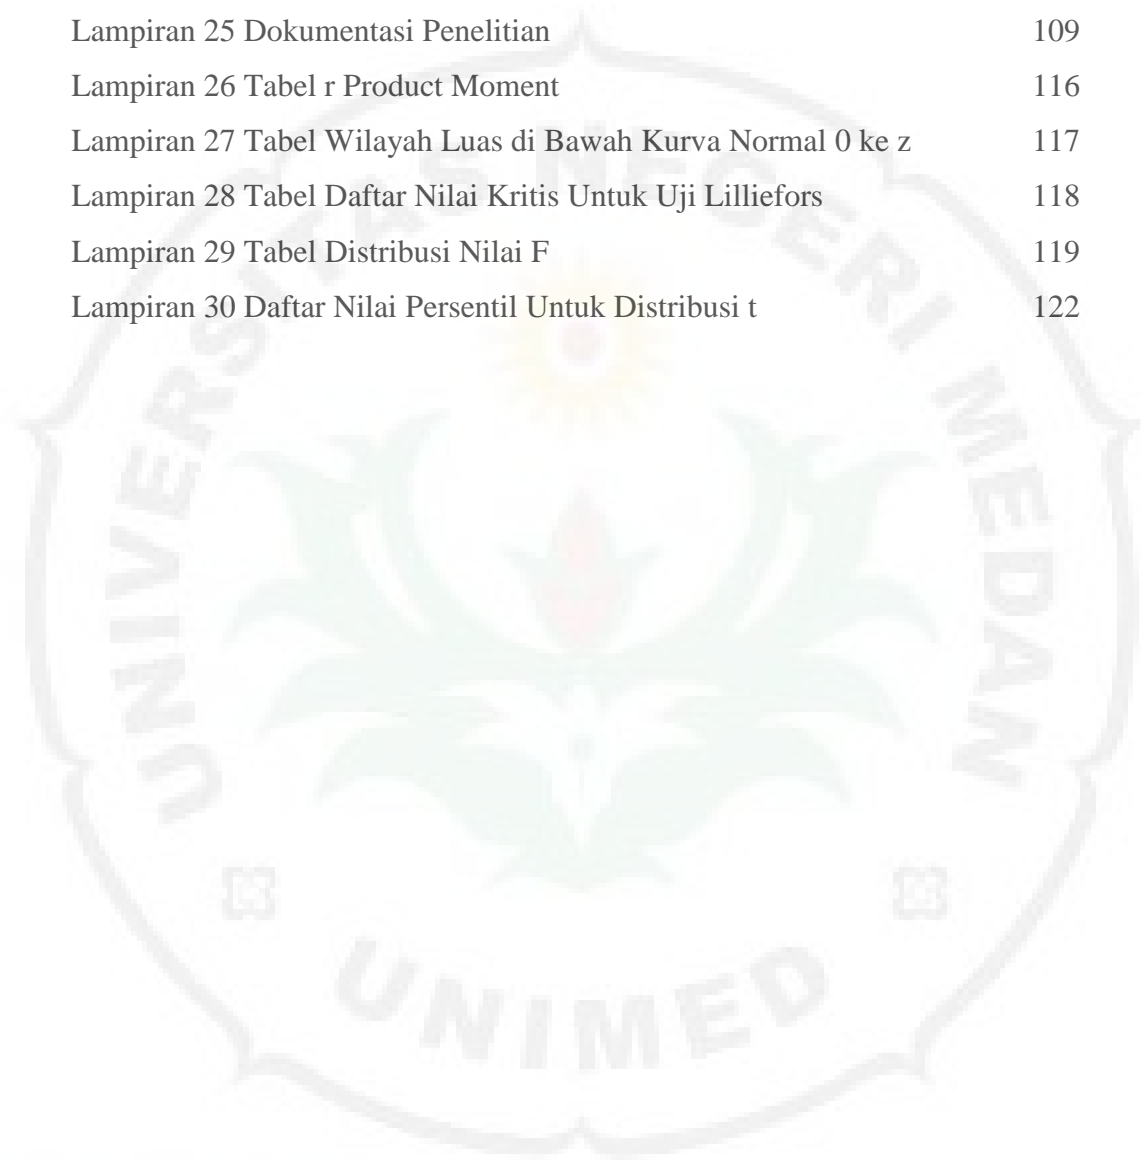 Lampiran 25 Dokumentasi Penelitian 109
Lampiran 26 Tabel r Product Moment 116
Lampiran 27 Tabel Wilayah Luas di Bawah Kurva Normal 0 ke z 117
Lampiran 28 Tabel Daftar Nilai Kritis Untuk Uji Lilliefors 118
Lampiran 29 Tabel Distribusi Nilai F 119
Lampiran 30 Daftar Nilai Persentil Untuk Distribusi t 122
UNIVERSITAS NEGERI MEDAN
UNIMED